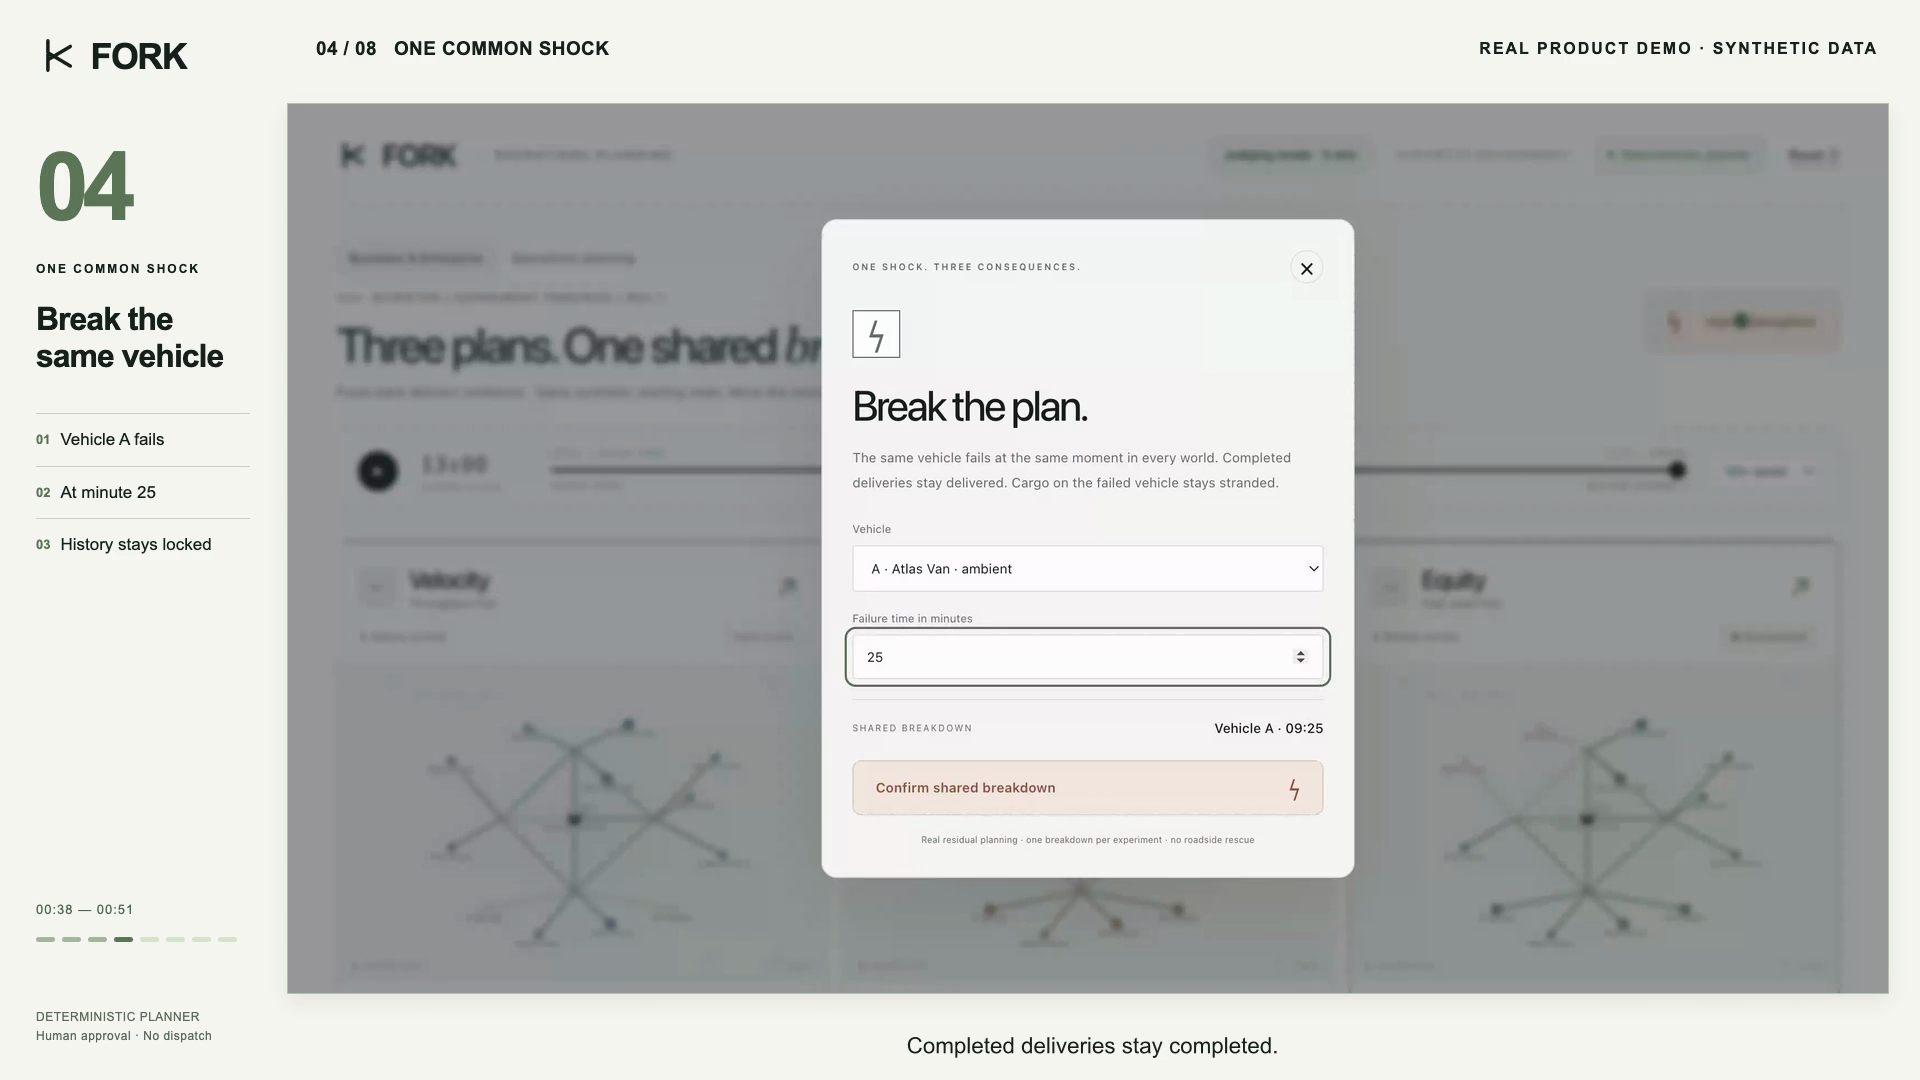 FORK
04 / 08 ONE COMMON SHOCK
REAL PRODUCT DEMO · SYNTHETIC DATA
04
ONE COMMON SHOCK
Break the
same vehicle
01 Vehicle A fails
02 At minute 25
03 History stays locked
00:38 — 00:51
DETERMINISTIC PLANNER
Human approval · No dispatch
FORK
Three plans. One shared br
13:00
Velocity
Equity
ONE SHOCK. THREE CONSEQUENCES.
Break the plan.
The same vehicle fails at the same moment in every world. Completed
deliveries stay delivered. Cargo on the failed vehicle stays stranded.
Vehicle
A · Atlas Van · ambient
Failure time in minutes
25
SHARED BREAKDOWN
Vehicle A · 09:25
Confirm shared breakdown
Real residual planning · one breakdown per experiment · no roadside rescue
Completed deliveries stay completed.